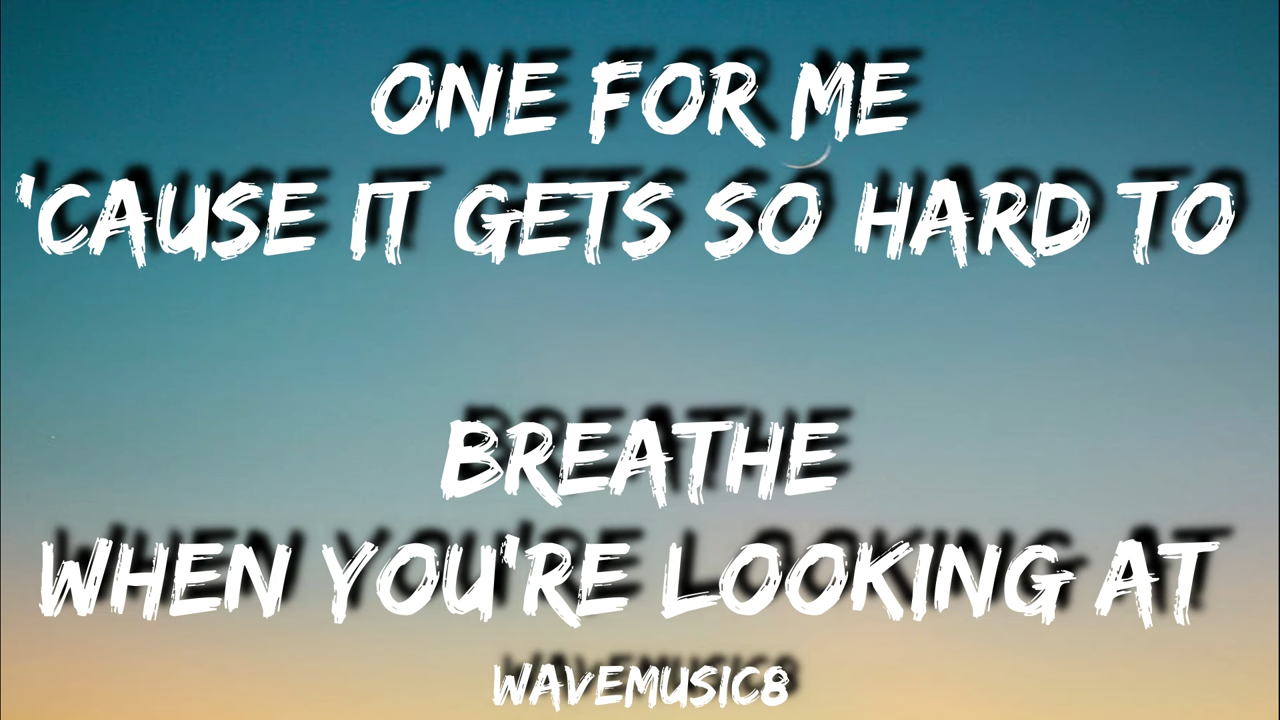 ONE FOR ME
'CAUSE IT GETS SO HARD TO
BREATHE
WHEN YOU'RE LOOKING AT
WAVEMUSIC8